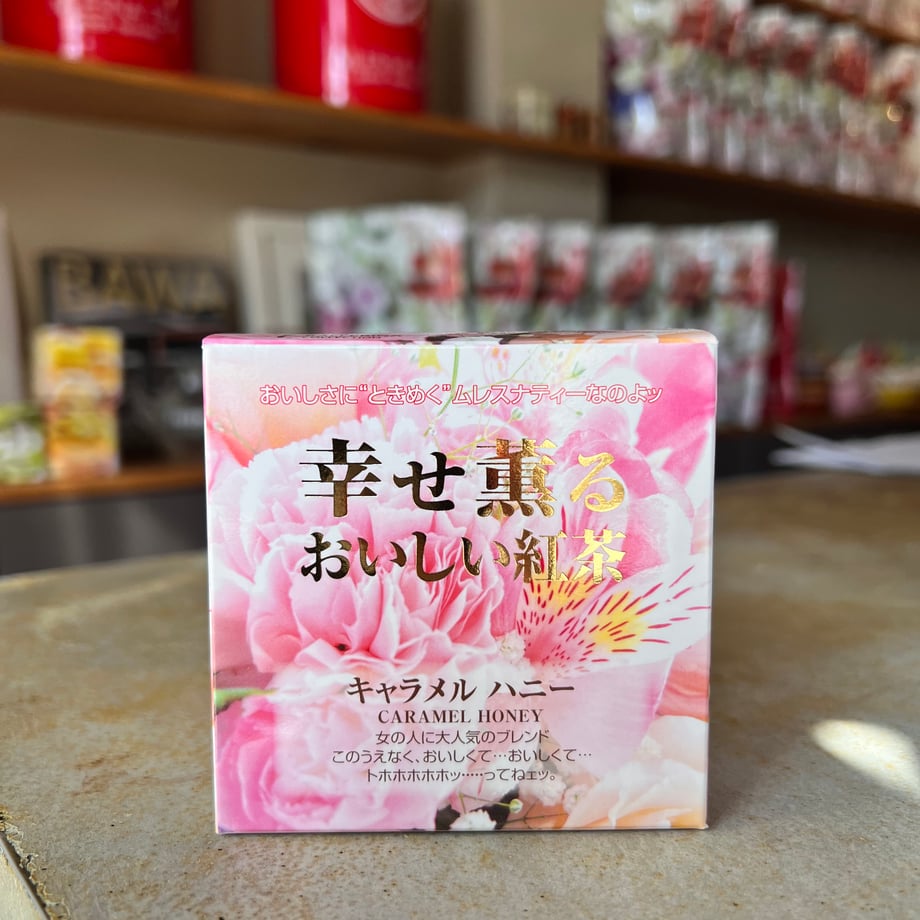 おいしさに“ときめく”ムレスナティーなのよッ
幸せ薫る
おいしい紅茶
キャラメル ハニー
CARAMEL HONEY
女の人に大人気のブレンド
このうえなく、おいしくて…おいしくて…
トホホホホホッ……ってねェッ。